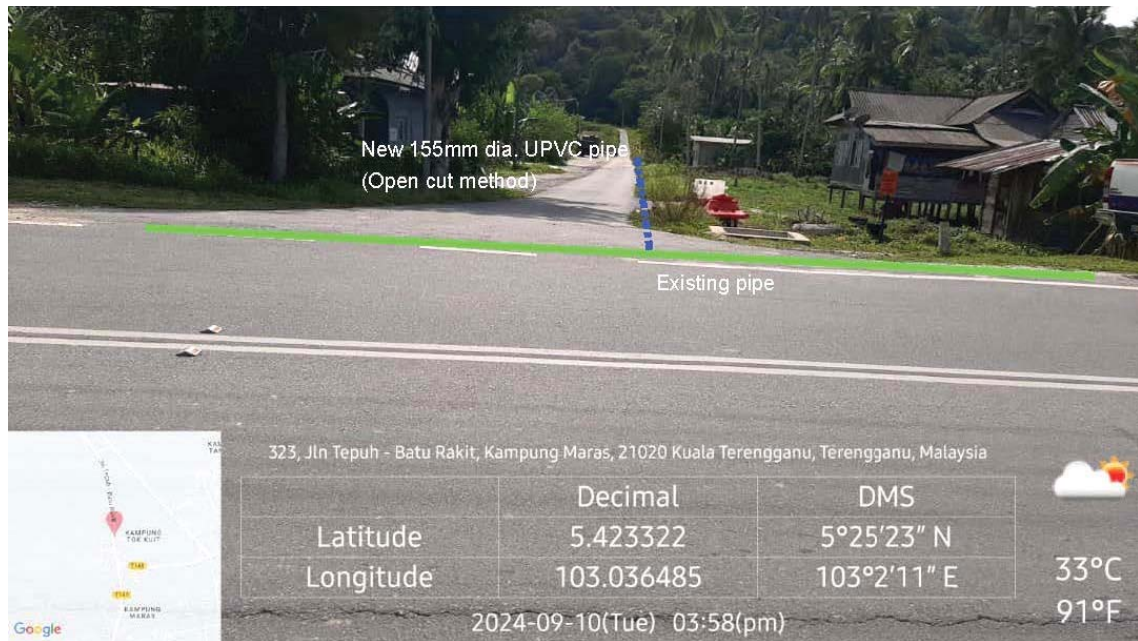 New 155mm dia. UPVC pipe
(Open cut method)
Existing pipe
323, Jln Tepuh - Batu Rakit, Kampung Maras, 21020 Kuala Terengganu, Terengganu, Malaysia
Decimal DMS
Latitude 5.423322 5°25'23" N
Longitude 103.036485 103°2'11" E
2024-09-10(Tue) 03:58(pm)
33°C
91°F
KAMPUNG
TOK KUIT
T145
KAMPUNG
MARAS
Google